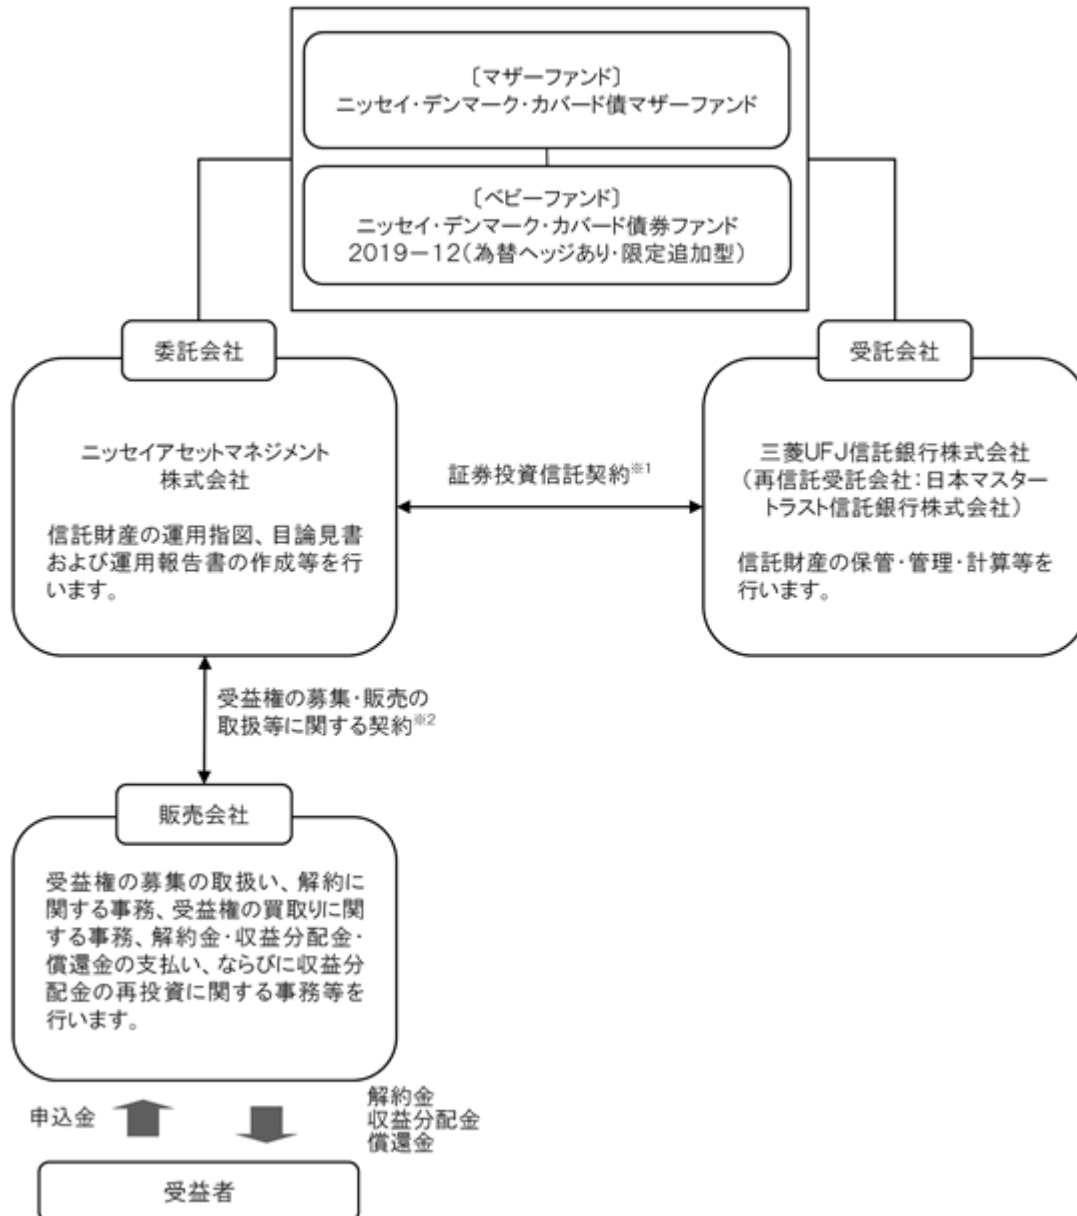 〔マザーファンド〕
ニッセイ・デンマーク・カバード債マザーファンド
〔ベビーファンド〕
ニッセイ・デンマーク・カバード債券ファンド
2019－12(為替ヘッジあり・限定追加型)
委託会社
ニッセイアセットマネジメント
株式会社
信託財産の運用指図、目論見書
および運用報告書の作成等を行
います。
証券投資信託契約※1
受託会社
三菱UFJ信託銀行株式会社
(再信託受託会社：日本マスター
トラスト信託銀行株式会社)
信託財産の保管・管理・計算等を
行います。
受益権の募集・販売の
取扱等に関する契約※2
販売会社
受益権の募集の取扱い、解約に
関する事務、受益権の買取りに関
する事務、解約金・収益分配金・
償還金の支払い、ならびに収益分
配金の再投資に関する事務等を
行います。
申込金
解約金
収益分配金
償還金
受益者